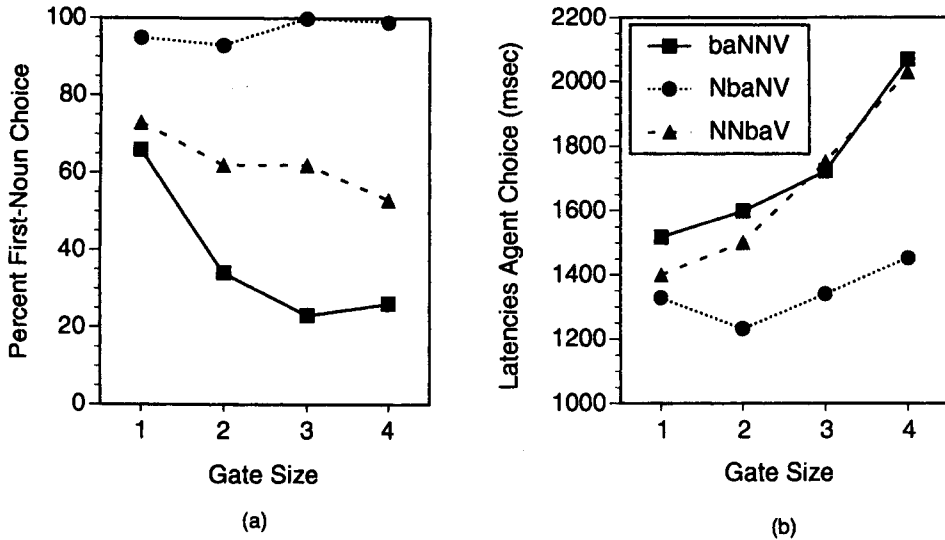 100
80
60
40
20
0
Percent First-Noun Choice
1 2 3 4
Gate Size
(a)
2200
2000
1800
1600
1400
1200
1000
Latencies Agent Choice (msec)
baNNV
NbaNV
NNbaV
1 2 3 4
Gate Size
(b)